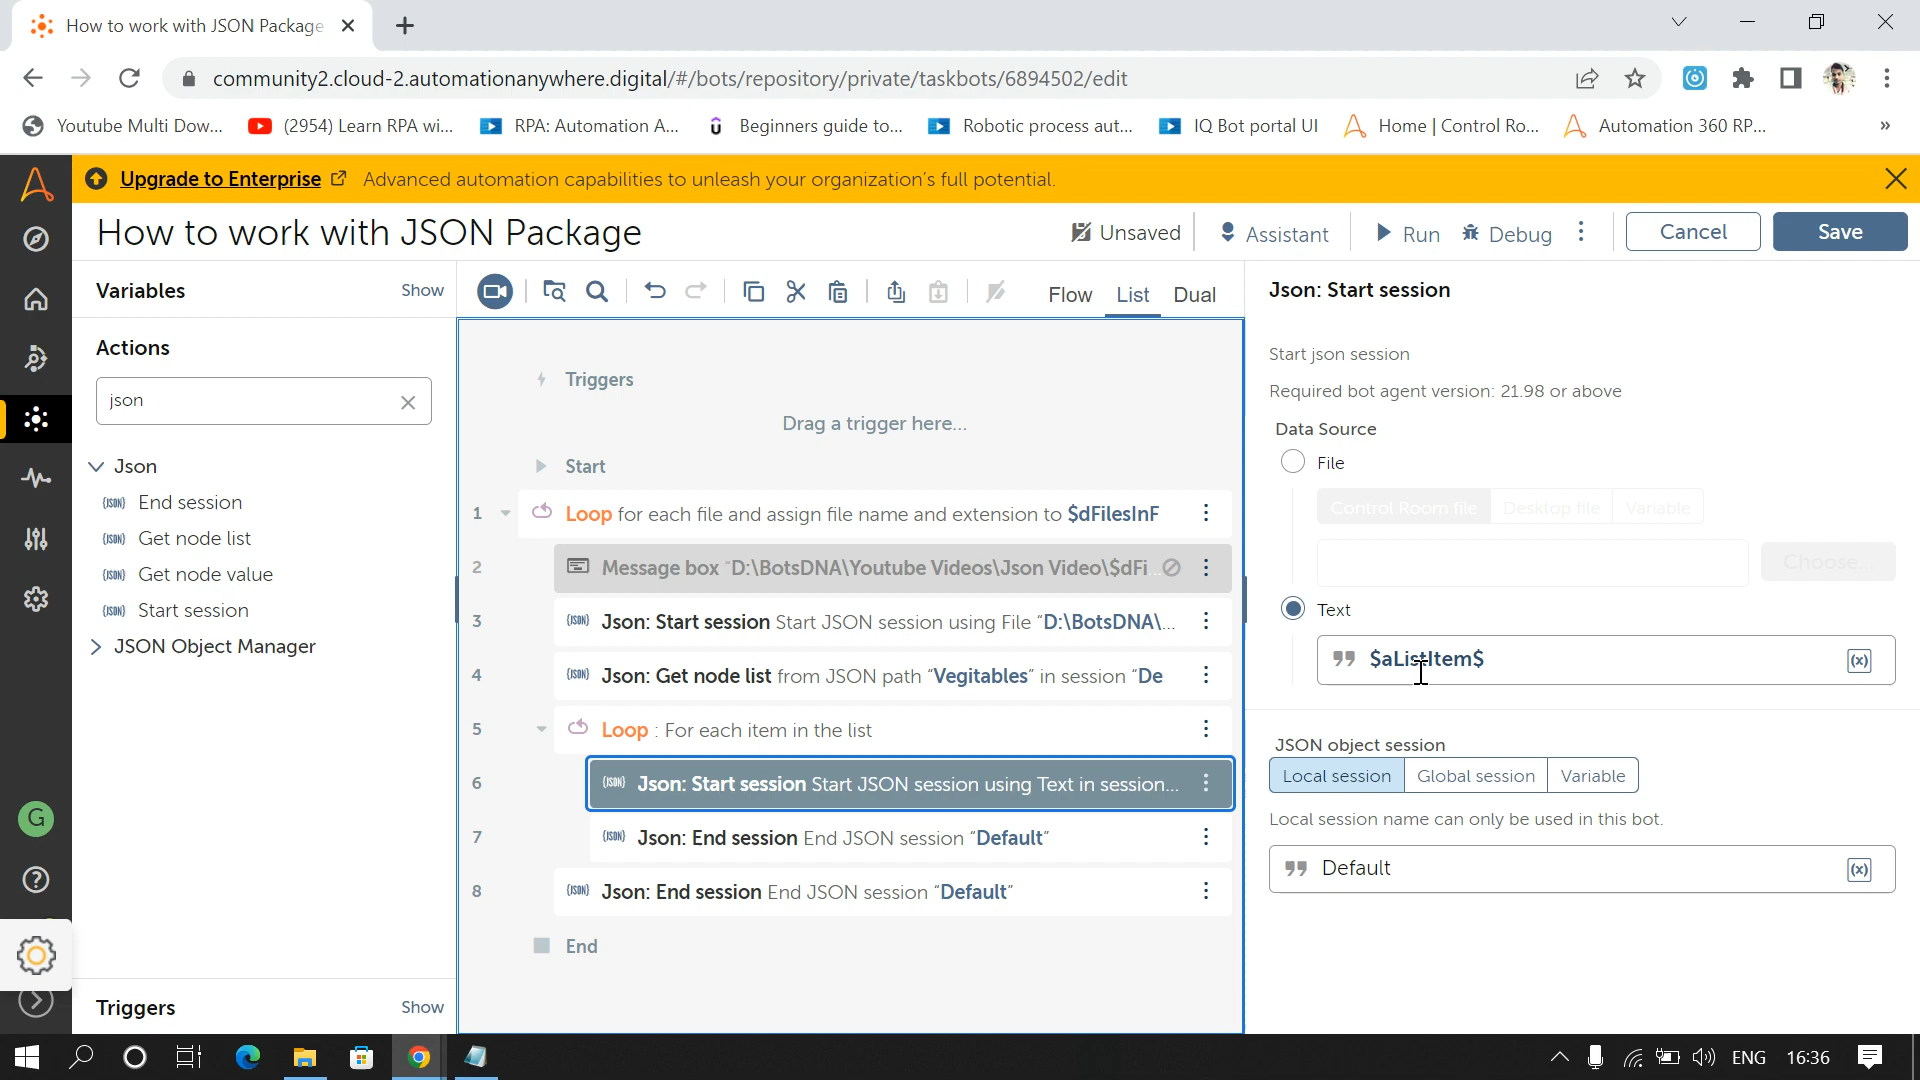 How to work with JSON Package
community2.cloud-2.automationanywhere.digital/#/bots/repository/private/taskbots/6894502/edit
Youtube Multi Dow...
(2954) Learn RPA wi...
RPA: Automation A...
Beginners guide to...
Robotic process aut...
IQ Bot portal UI
Home | Control Ro...
Automation 360 RP...
»
Upgrade to Enterprise Advanced automation capabilities to unleash your organization's full potential.
How to work with JSON Package
Unsaved
Assistant
Run
Debug
Cancel
Save
Variables
Show
Flow
List
Dual
Actions
json
Json
End session
Get node list
Get node value
Start session
JSON Object Manager
Triggers
Show
Triggers
Drag a trigger here...
Start
1 Loop for each file and assign file name and extension to $dFilesInF
2 Message box "D:\BotsDNA\Youtube Videos\Json Video\$dFi...
3 Json: Start session Start JSON session using File "D:\BotsDNA\...
4 Json: Get node list from JSON path "Vegitables" in session "De
5 Loop : For each item in the list
6 Json: Start session Start JSON session using Text in session...
7 Json: End session End JSON session "Default"
8 Json: End session End JSON session "Default"
End
Json: Start session
Start json session
Required bot agent version: 21.98 or above
Data Source
File
Control Room file
Desktop file
Variable
Choose...
Text
$aListItem$
(x)
JSON object session
Local session
Global session
Variable
Local session name can only be used in this bot.
Default
(x)
G
ENG
16:36